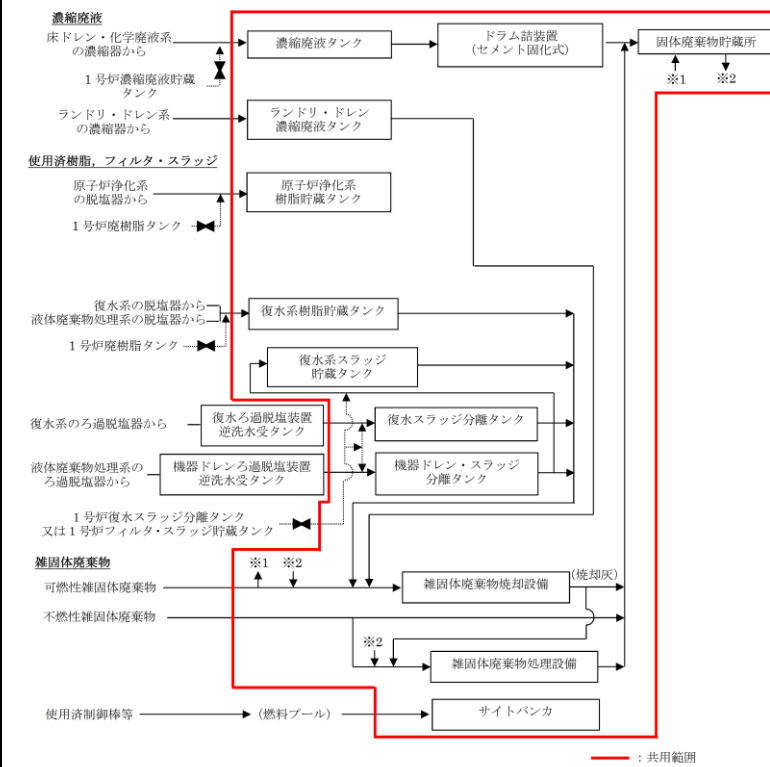 濃縮廃液
床ドレン・化学廃液系
の濃縮器から
濃縮廃液タンク
ドラム詰装置
(セメント固化式)
固体廃棄物貯蔵所
※1
※2
1号炉濃縮廃液貯蔵
タンク
ランドリ・ドレン系
の濃縮器から
ランドリ・ドレン
濃縮廃液タンク
使用済樹脂，フィルタ・スラッジ
原子炉浄化系
の脱塩器から
原子炉浄化系
樹脂貯蔵タンク
1号炉廃樹脂タンク
復水系の脱塩器から
液体廃棄物処理系の脱塩器から
復水系樹脂貯蔵タンク
1号炉廃樹脂タンク
復水系スラッジ
貯蔵タンク
復水系のろ過脱塩器から
復水ろ過脱塩装置
逆洗水受タンク
復水スラッジ分離タンク
液体廃棄物処理系の
ろ過脱塩器から
機器ドレンろ過脱塩装置
逆洗水受タンク
機器ドレン・スラッジ
分離タンク
1号炉復水スラッジ分離タンク
又は1号炉フィルタ・スラッジ貯蔵タンク
雑固体廃棄物
※1
※2
可燃性雑固体廃棄物
雑固体廃棄物焼却設備
(焼却灰)
不燃性雑固体廃棄物
※2
雑固体廃棄物処理設備
使用済制御棒等
(燃料プール)
サイトバンカ
：共用範囲